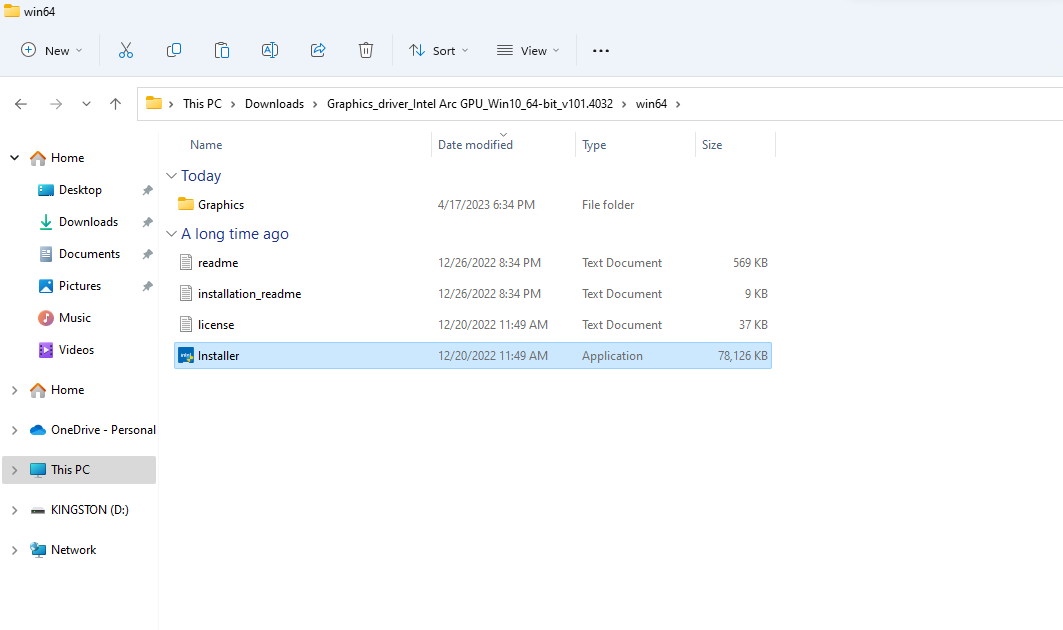 win64
New Sort View
This PC Downloads Graphics_driver_Intel Arc GPU_Win10_64-bit_v101.4032 win64
Name Date modified Type Size
Home
Desktop
Downloads
Documents
Pictures
Music
Videos
Home
OneDrive - Personal
This PC
KINGSTON (D:)
Network
Today
Graphics 4/17/2023 6:34 PM File folder
A long time ago
readme 12/26/2022 8:34 PM Text Document 569 KB
installation_readme 12/26/2022 8:34 PM Text Document 9 KB
license 12/20/2022 11:49 AM Text Document 37 KB
intel Installer 12/20/2022 11:49 AM Application 78,126 KB